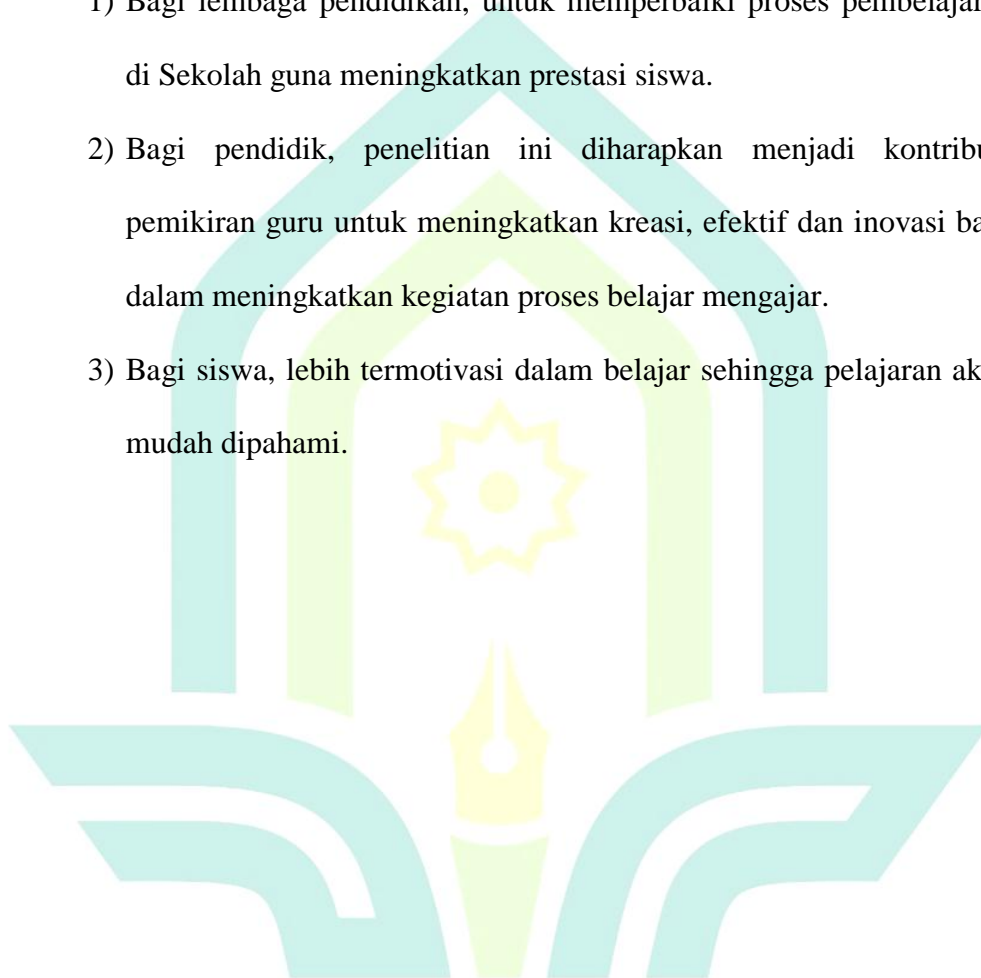 1) Bagi lembaga pendidikan, untuk memperbaiki proses pembelajar
di Sekolah guna meningkatkan prestasi siswa.
2) Bagi pendidik, penelitian ini diharapkan menjadi kontribu
pemikiran guru untuk meningkatkan kreasi, efektif dan inovasi ba
dalam meningkatkan kegiatan proses belajar mengajar.
3) Bagi siswa, lebih termotivasi dalam belajar sehingga pelajaran ak
mudah dipahami.